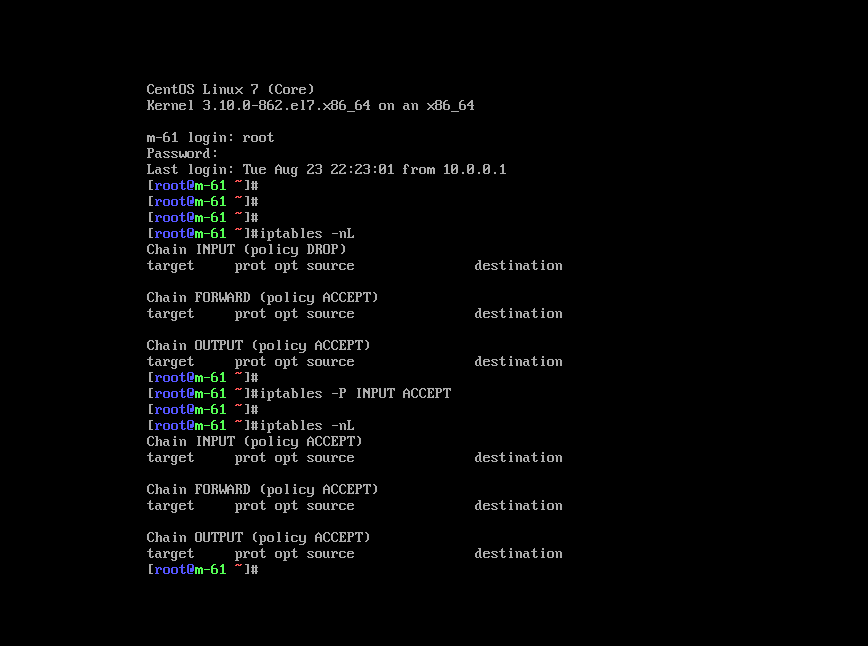 CentOS Linux 7 (Core)
Kernel 3.10.0-862.el7.x86_64 on an x86_64
m-61 login: root
Password:
Last login: Tue Aug 23 22:23:01 from 10.0.0.1
[root@m-61 ~]#
[root@m-61 ~]#
[root@m-61 ~]#
[root@m-61 ~]#iptables -nL
Chain INPUT (policy DROP)
target     prot opt source               destination
Chain FORWARD (policy ACCEPT)
target     prot opt source               destination
Chain OUTPUT (policy ACCEPT)
target     prot opt source               destination
[root@m-61 ~]#
[root@m-61 ~]#iptables -P INPUT ACCEPT
[root@m-61 ~]#
[root@m-61 ~]#iptables -nL
Chain INPUT (policy ACCEPT)
target     prot opt source               destination
Chain FORWARD (policy ACCEPT)
target     prot opt source               destination
Chain OUTPUT (policy ACCEPT)
target     prot opt source               destination
[root@m-61 ~]#